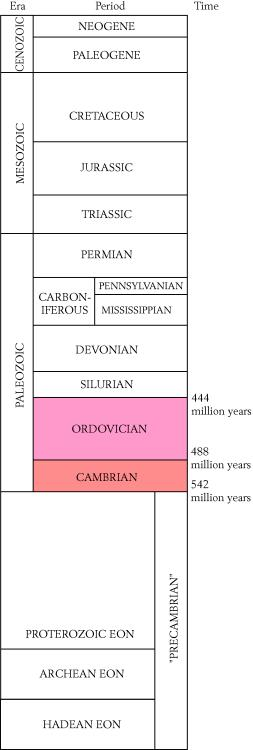 Era Period Time
CENOZOIC
NEOGENE
PALEOGENE
MESOZOIC
CRETACEOUS
JURASSIC
TRIASSIC
PALEOZOIC
PERMIAN
CARBON-
IFEROUS
PENNSYLVANIAN
MISSISSIPPIAN
DEVONIAN
SILURIAN
444
million years
ORDOVICIAN
488
million years
CAMBRIAN
542
million years
"PRECAMBRIAN"
PROTEROZOIC EON
ARCHEAN EON
HADEAN EON